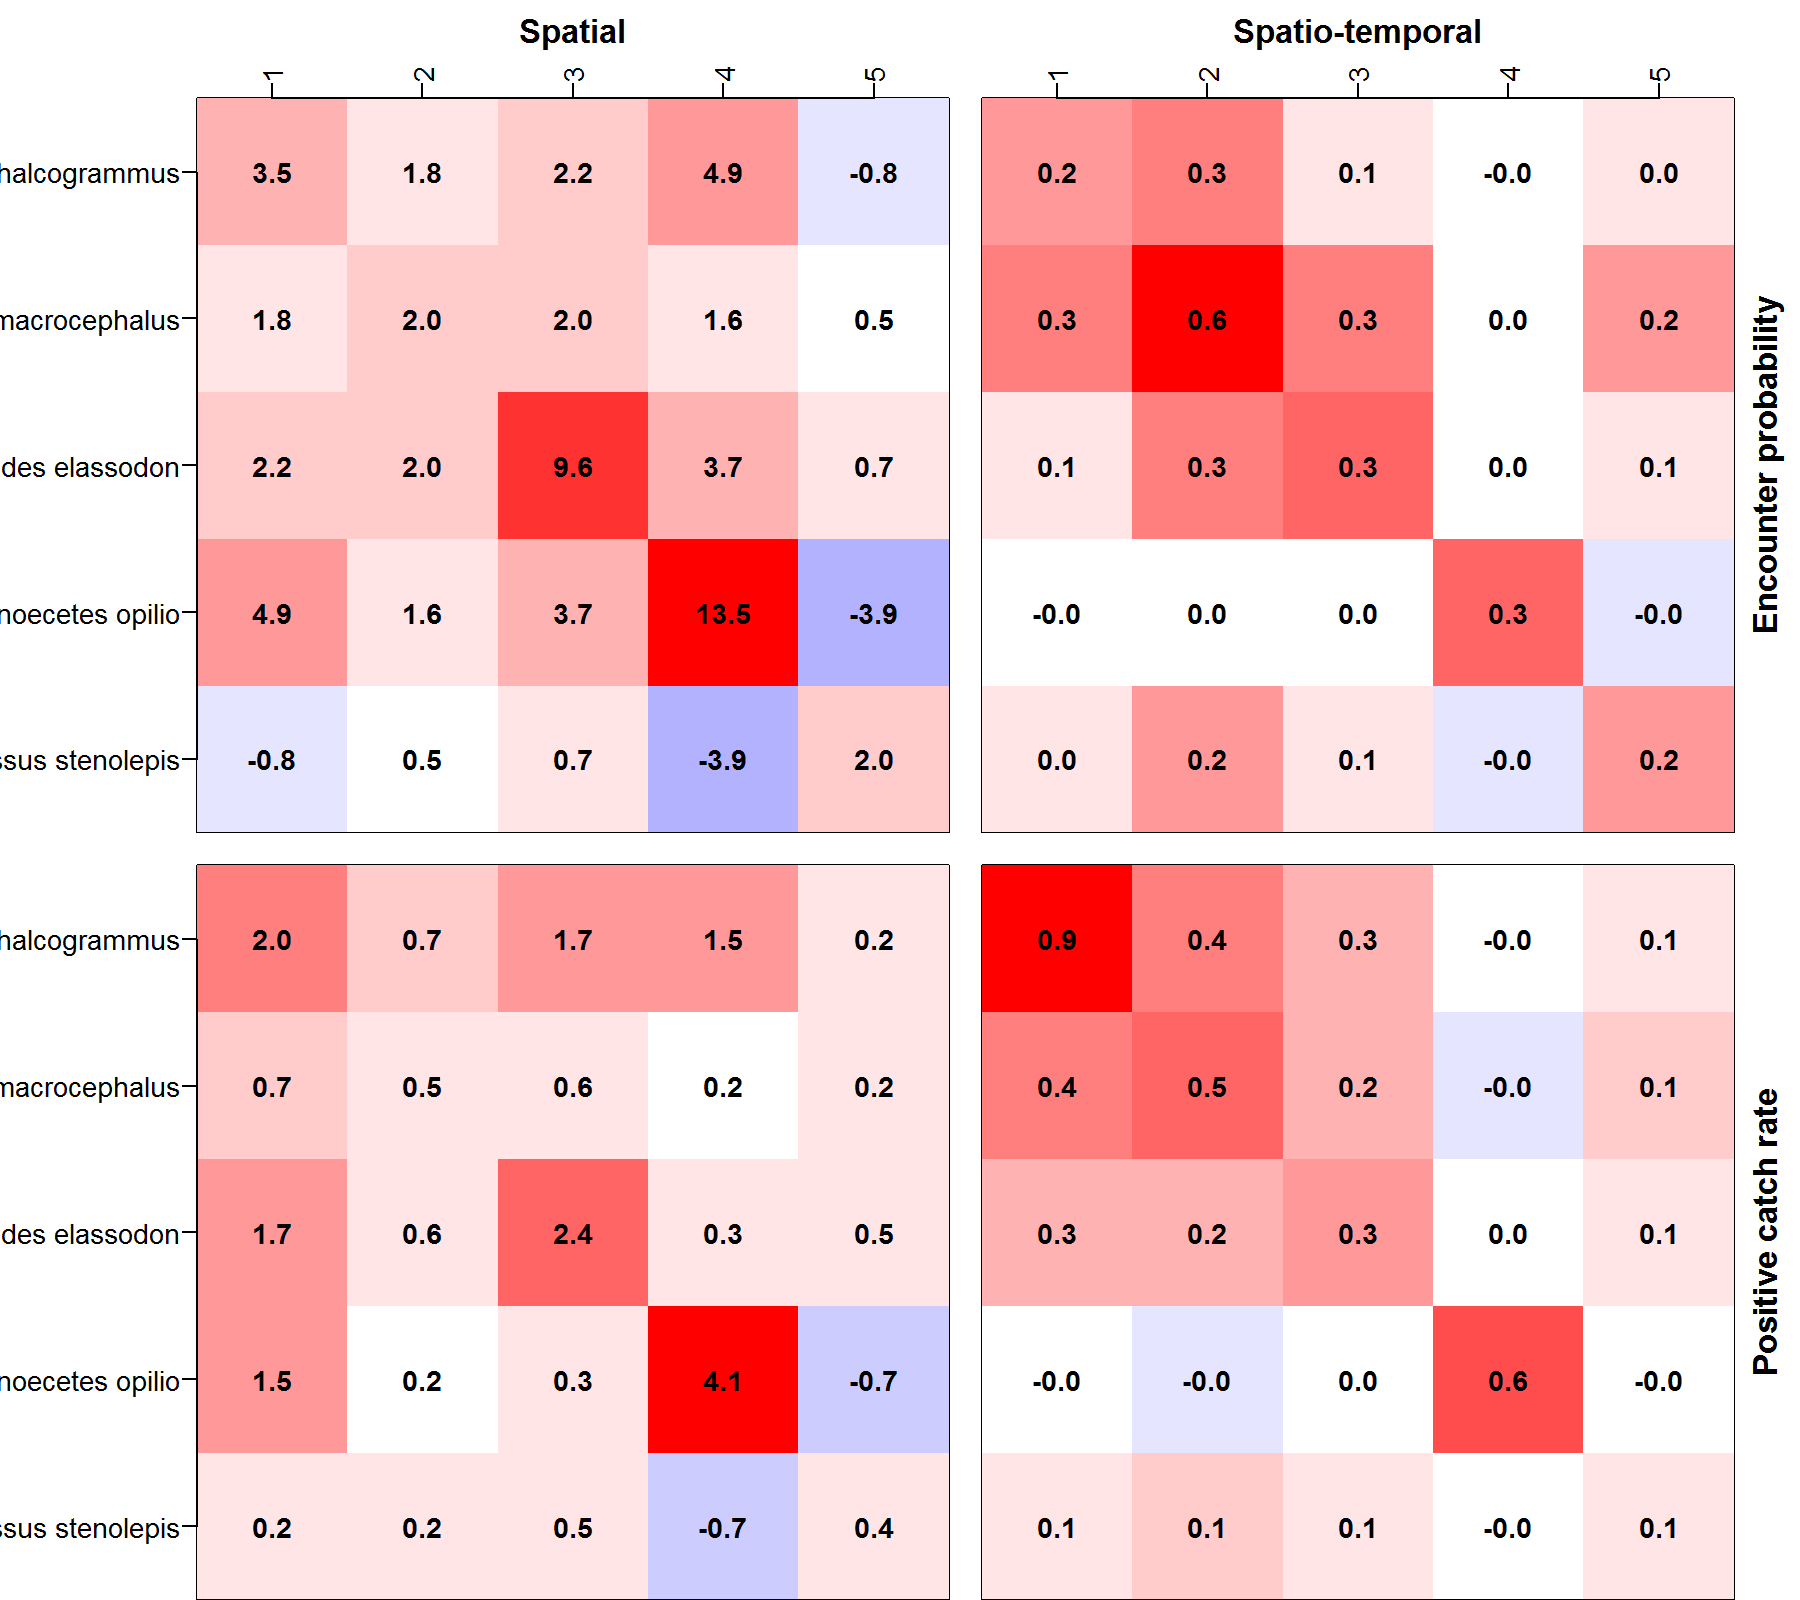 Spatial Spatio-temporal
1 2 3 4 5 1 2 3 4 5
halcogrammus 3.5 1.8 2.2 4.9 -0.8 0.2 0.3 0.1 -0.0 0.0
macrocephalus 1.8 2.0 2.0 1.6 0.5 0.3 0.6 0.3 0.0 0.2
des elassodon 2.2 2.0 9.6 3.7 0.7 0.1 0.3 0.3 0.0 0.1
noecetes opilio 4.9 1.6 3.7 13.5 -3.9 -0.0 0.0 0.0 0.3 -0.0
ssus stenolepis -0.8 0.5 0.7 -3.9 2.0 0.0 0.2 0.1 -0.0 0.2
Encounter probability
halcogrammus 2.0 0.7 1.7 1.5 0.2 0.9 0.4 0.3 -0.0 0.1
macrocephalus 0.7 0.5 0.6 0.2 0.2 0.4 0.5 0.2 -0.0 0.1
des elassodon 1.7 0.6 2.4 0.3 0.5 0.3 0.2 0.3 0.0 0.1
noecetes opilio 1.5 0.2 0.3 4.1 -0.7 -0.0 -0.0 0.0 0.6 -0.0
ssus stenolepis 0.2 0.2 0.5 -0.7 0.4 0.1 0.1 0.1 -0.0 0.1
Positive catch rate